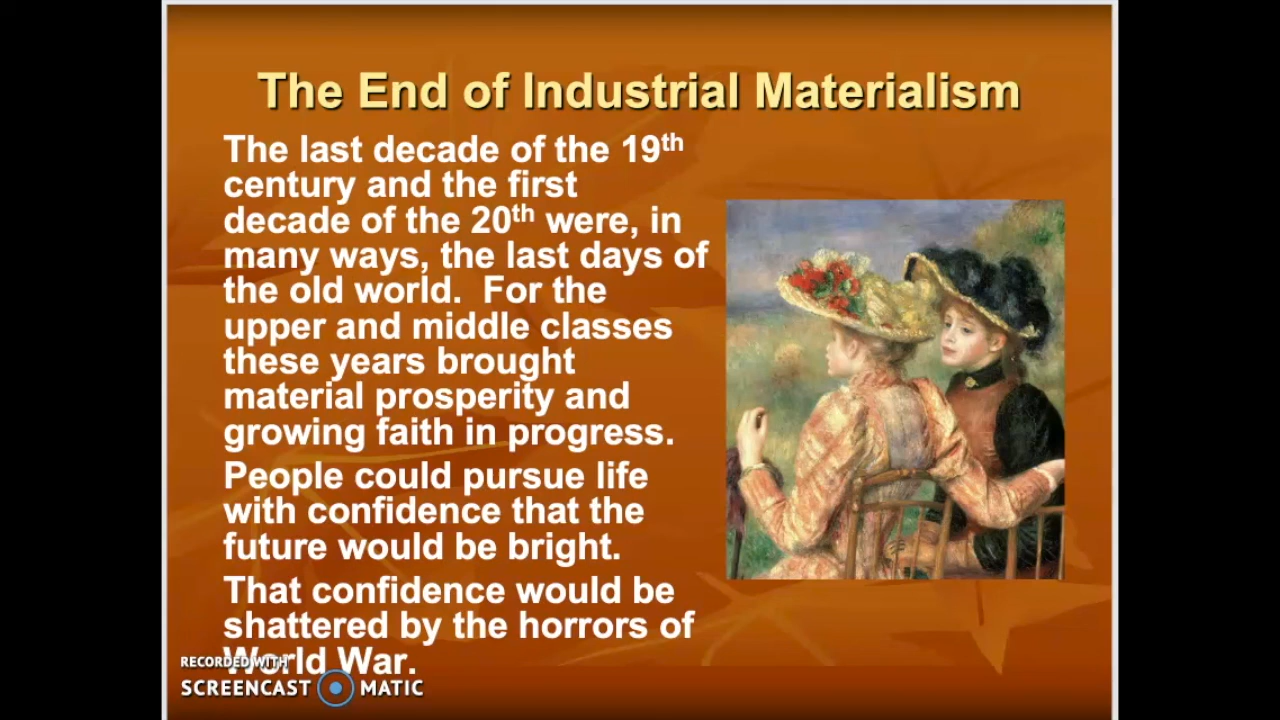 The End of Industrial Materialism
The last decade of the 19th
century and the first
decade of the 20th were, in
many ways, the last days of
the old world.  For the
upper and middle classes
these years brought
material prosperity and
growing faith in progress.
People could pursue life
with confidence that the
future would be bright.
That confidence would be
shattered by the horrors of
World War.
RECORDED WITH
SCREENCAST MATIC